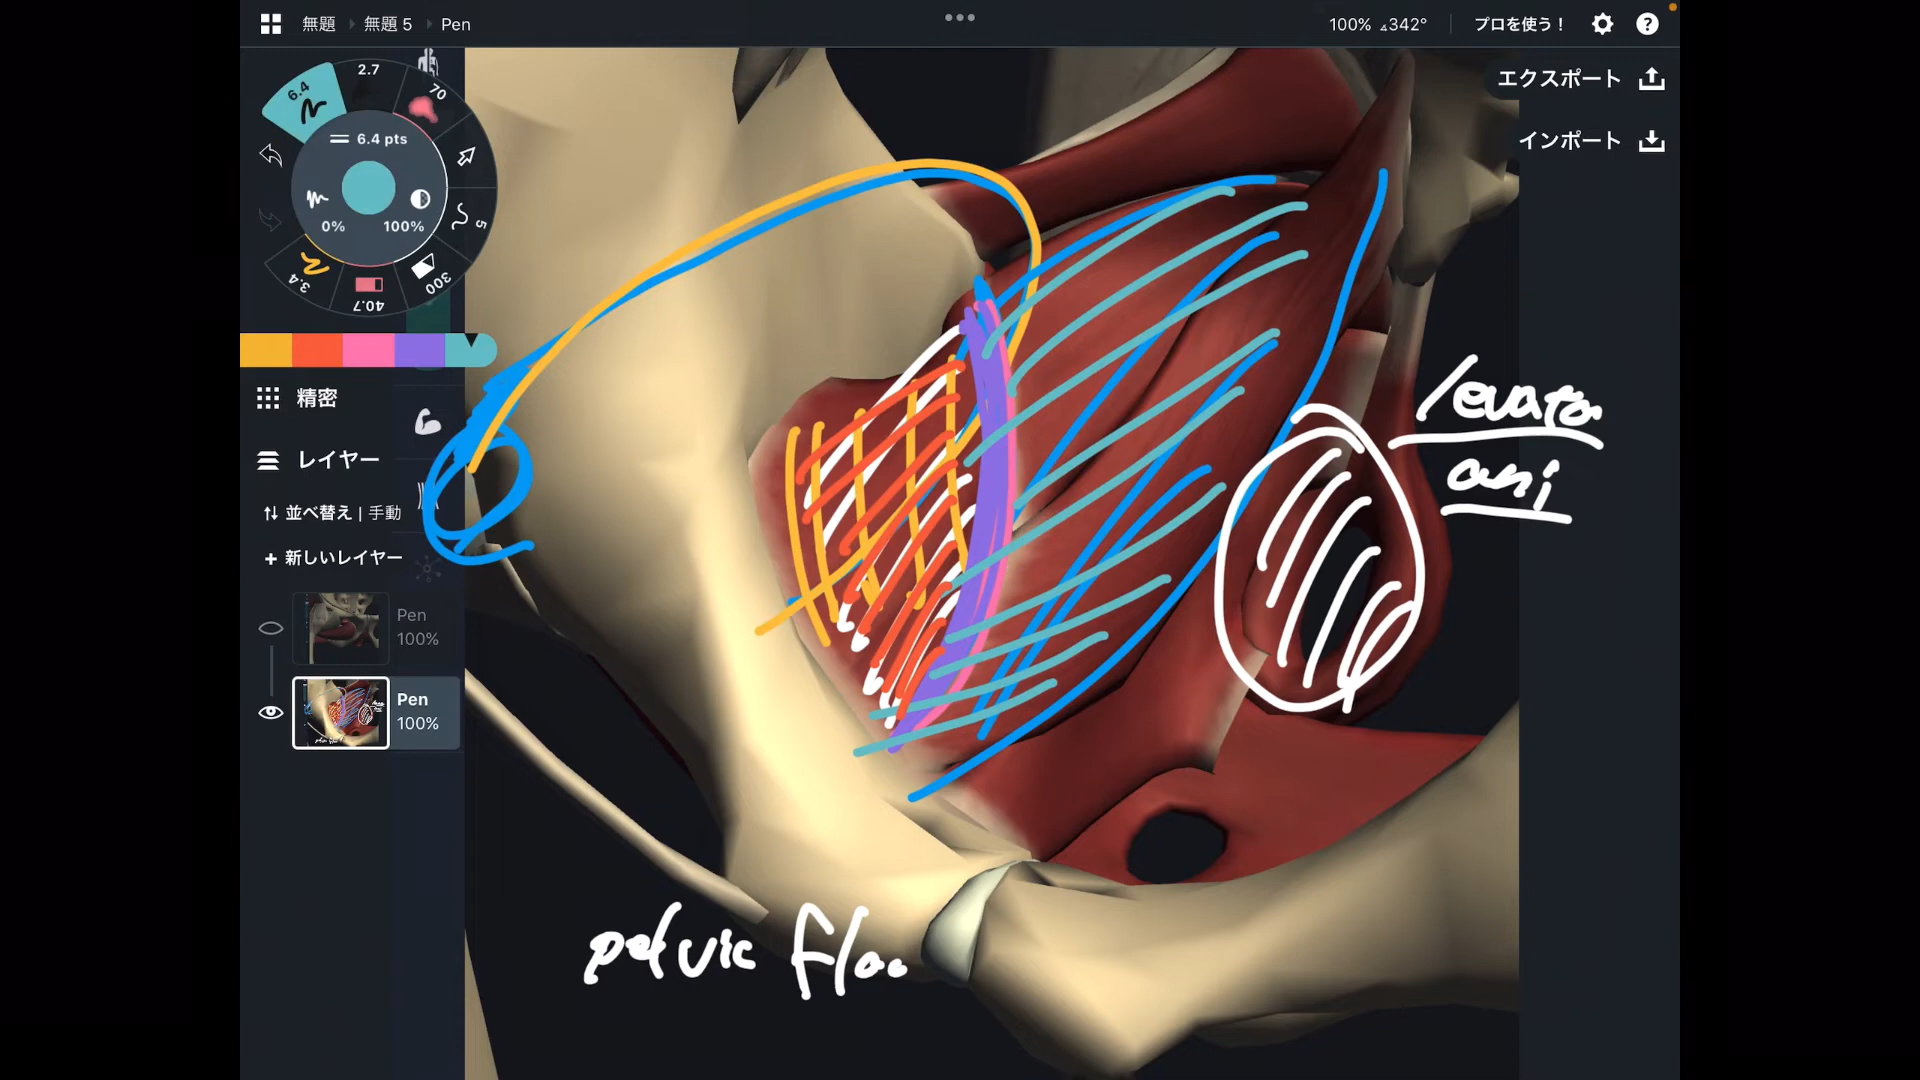 無題 無題 5 Pen
100% ⊿342° プロを使う!
エクスポート
インポート
2.7
6.4
70
6.4 pts
0% 100%
5
3.4
40.7
300
精密
レイヤー
並べ替え | 手動
+ 新しいレイヤー
Pen
100%
Pen
100%
levator
ani
pelvic floo